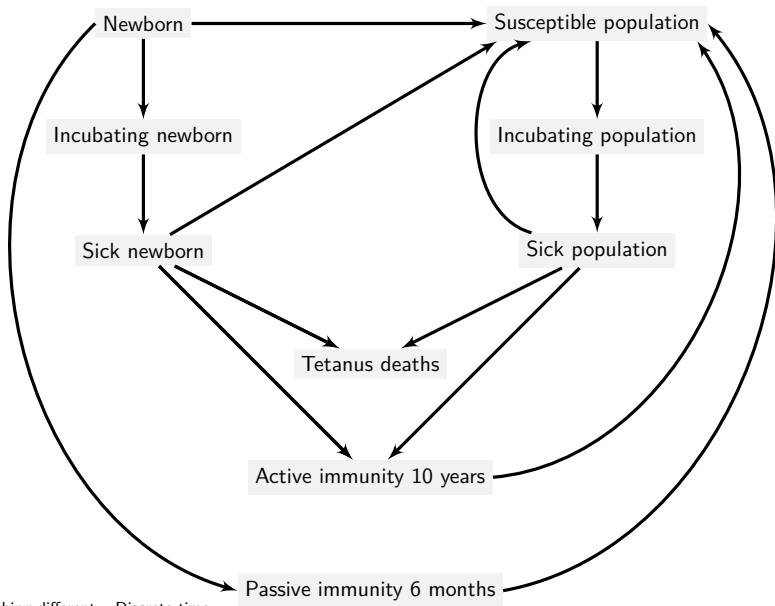 Newborn
Susceptible population
Incubating newborn
Incubating population
Sick newborn
Sick population
Tetanus deaths
Active immunity 10 years
Passive immunity 6 months
different – Discrete-time